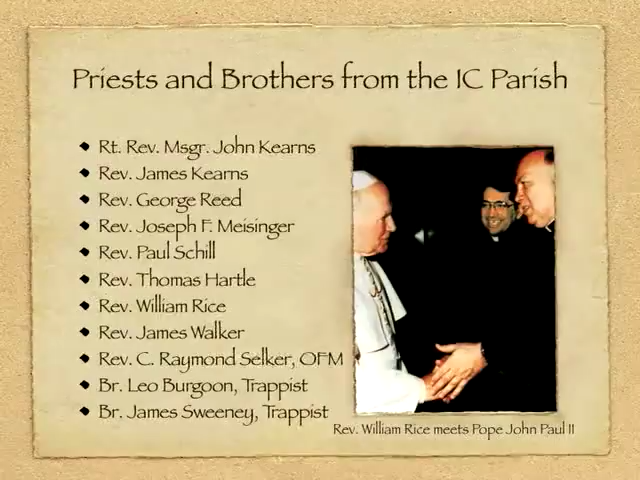 Priests and Brothers from the IC Parish
Rt. Rev. Msgr. John Kearns
Rev. James Kearns
Rev. George Reed
Rev. Joseph F. Meisinger
Rev. Paul Schill
Rev. Thomas Hartle
Rev. William Rice
Rev. James Walker
Rev. C. Raymond Selker, OFM
Br. Leo Burgoon, Trappist
Br. James Sweeney, Trappist
Rev. William Rice meets Pope John Paul II